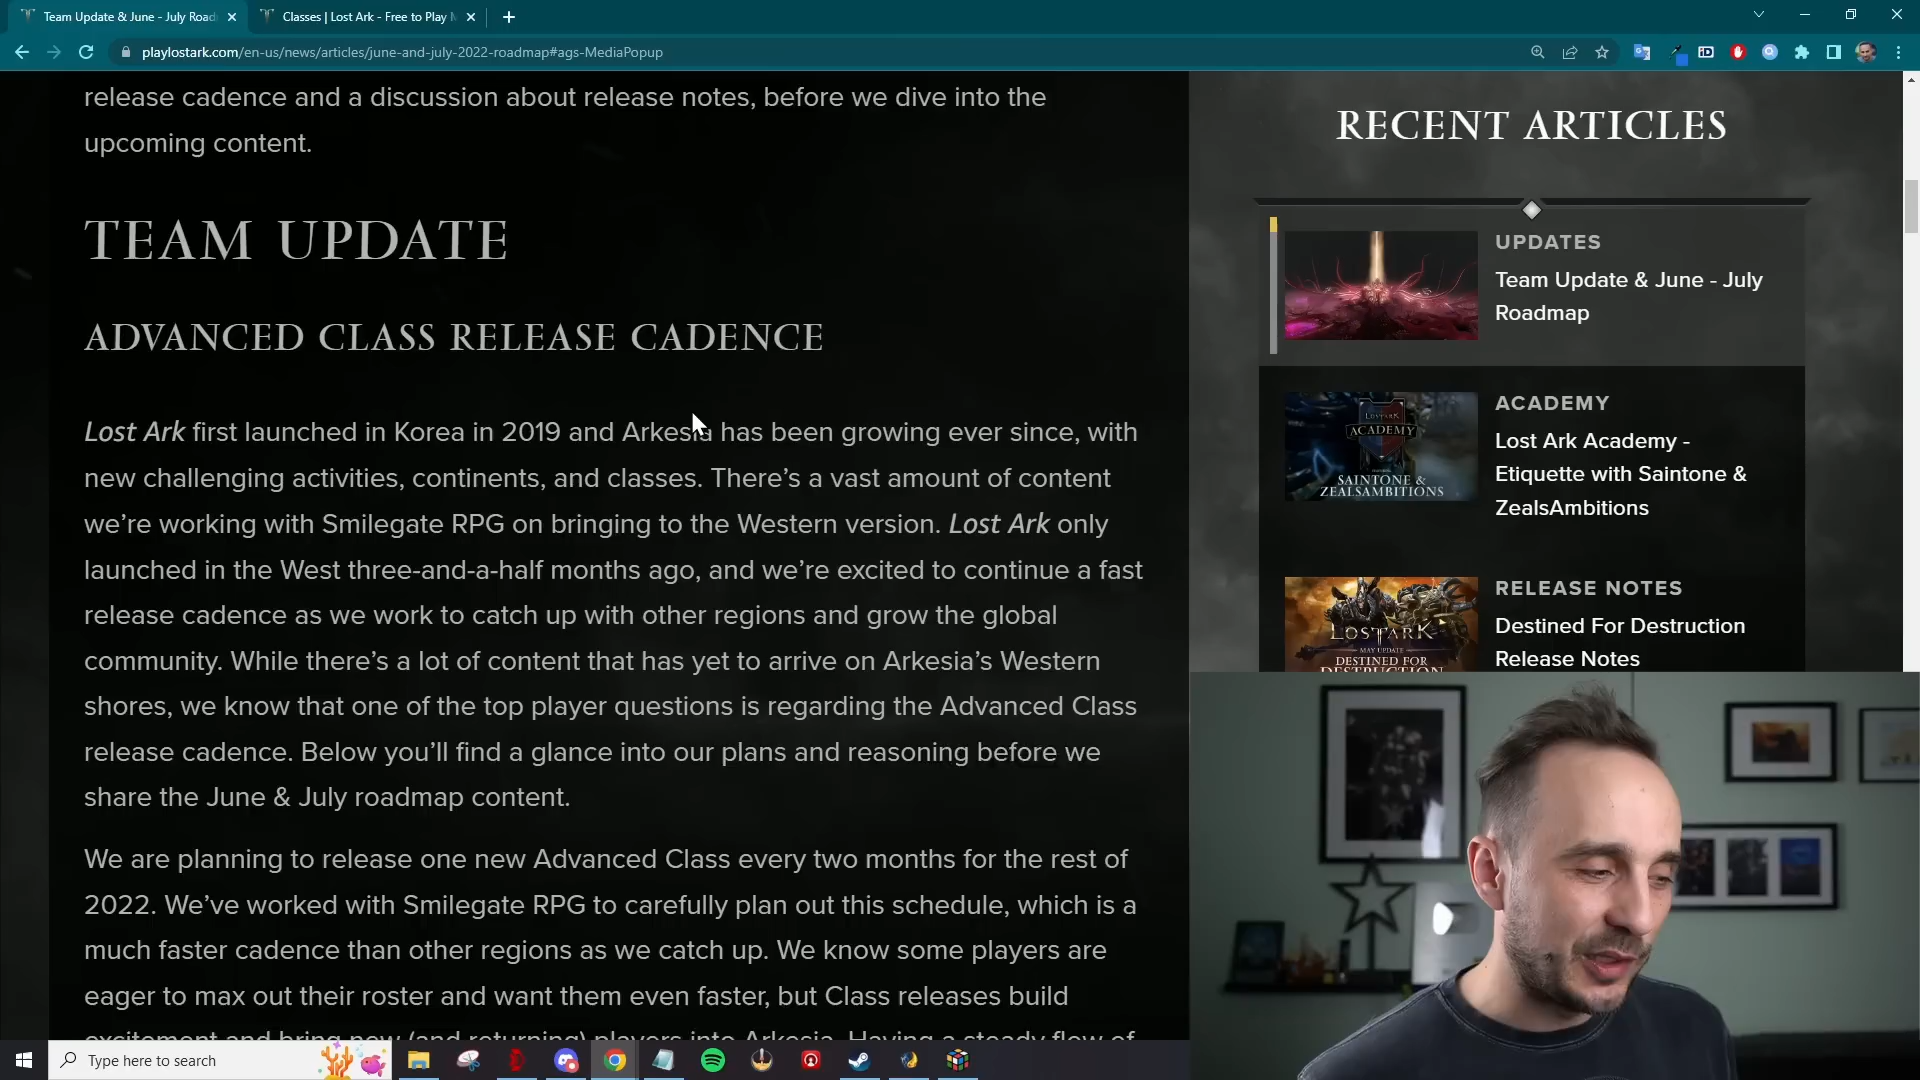 Team Update & June - July Road
Classes | Lost Ark - Free to Play M
playlostark.com/en-us/news/articles/june-and-july-2022-roadmap#ags-MediaPopup
release cadence and a discussion about release notes, before we dive into the
upcoming content.
TEAM UPDATE
ADVANCED CLASS RELEASE CADENCE
Lost Ark first launched in Korea in 2019 and Arkesia has been growing ever since, with
new challenging activities, continents, and classes. There's a vast amount of content
we're working with Smilegate RPG on bringing to the Western version. Lost Ark only
launched in the West three-and-a-half months ago, and we're excited to continue a fast
release cadence as we work to catch up with other regions and grow the global
community. While there's a lot of content that has yet to arrive on Arkesia's Western
shores, we know that one of the top player questions is regarding the Advanced Class
release cadence. Below you'll find a glance into our plans and reasoning before we
share the June & July roadmap content.
We are planning to release one new Advanced Class every two months for the rest of
2022. We've worked with Smilegate RPG to carefully plan out this schedule, which is a
much faster cadence than other regions as we catch up. We know some players are
eager to max out their roster and want them even faster, but Class releases build
excitement and bring new (and returning) players into Arkesia. Having a steady flow of
RECENT ARTICLES
UPDATES
Team Update & June - July
Roadmap
LOST ARK
ACADEMY
SAINTONE &
ZEALSAMBITIONS
ACADEMY
Lost Ark Academy -
Etiquette with Saintone &
ZealsAmbitions
LOST ARK
MAY UPDATE
DESTINED FOR
DESTRUCTION
RELEASE NOTES
Destined For Destruction
Release Notes
Type here to search